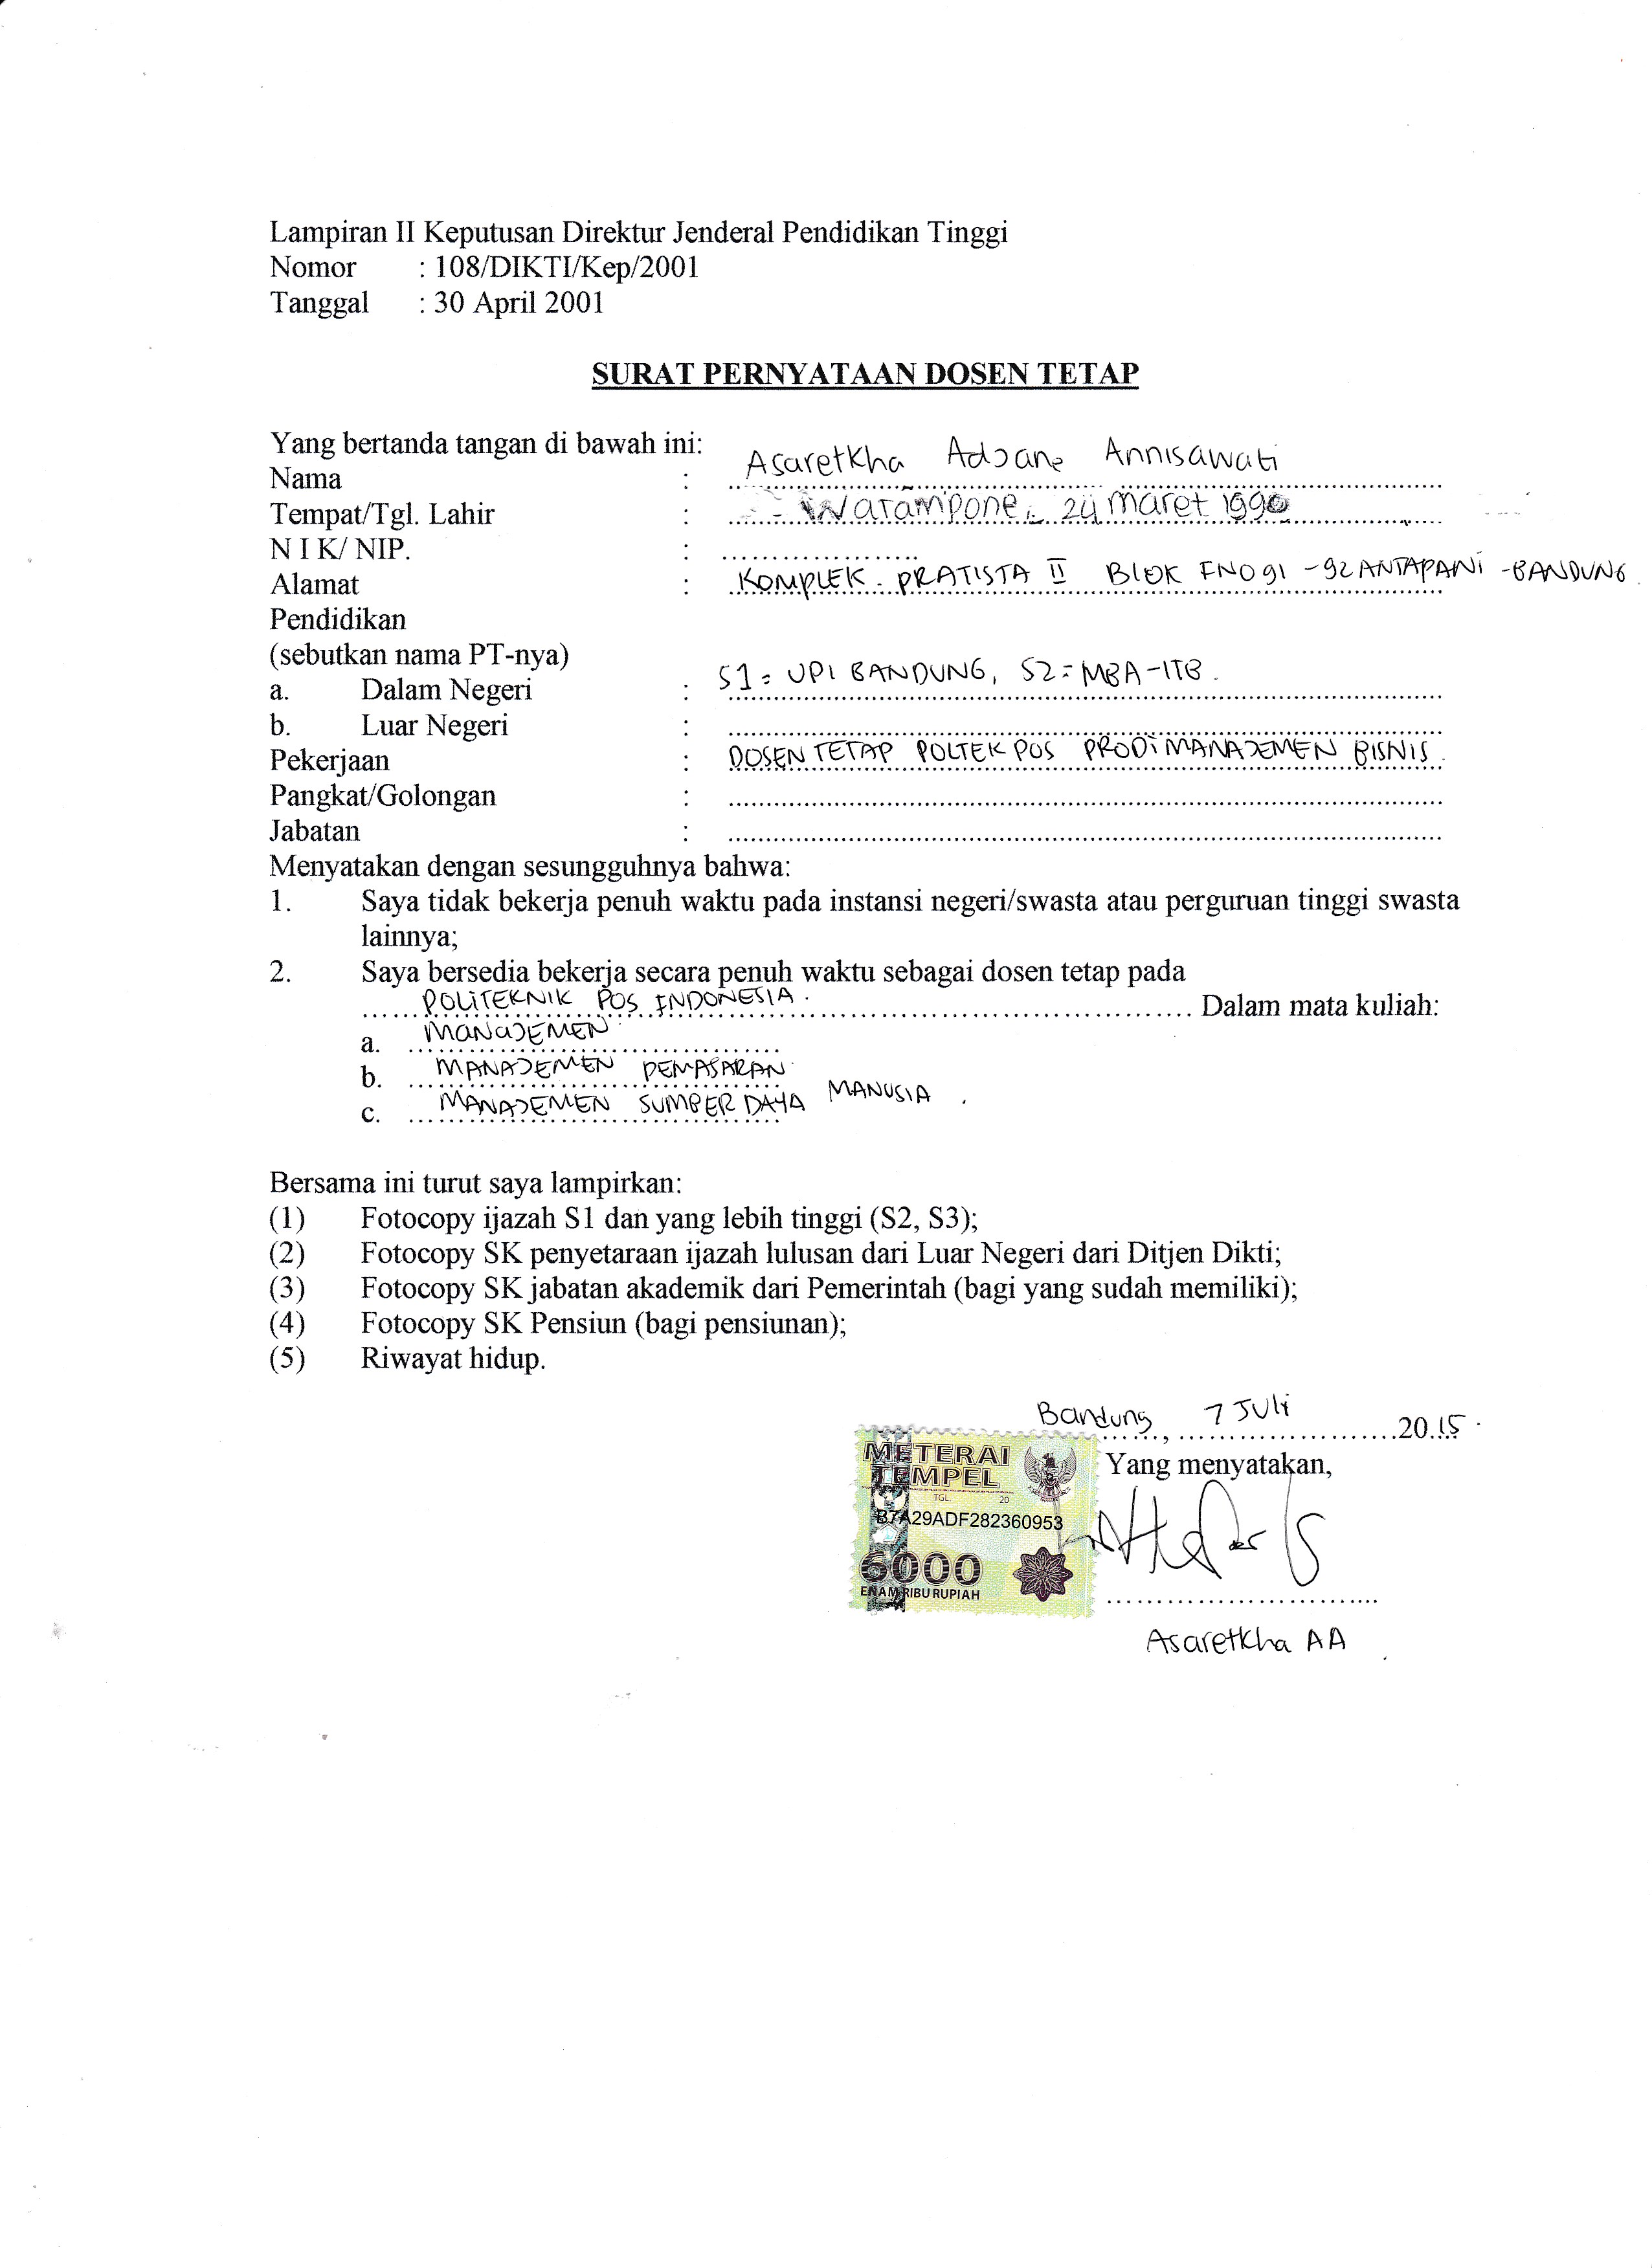 Lampiran II Keputusan Direktur Jenderal Pendidikan Tinggi
Nomor : 108/DIKTI/Kep/2001
Tanggal : 30 April 2001
SURAT PERNYATAAN DOSEN TETAP
Yang bertanda tangan di bawah ini:
Nama : Asaretkha Adjane Annisawati
Tempat/Tgl. Lahir : Watampone, 24 Maret 1990
N I K/ NIP. : ....................
Alamat : KOMPLEK. PRATISTA II BLOK F NO 91 -92 ANTAPANI -BANDUNG
Pendidikan
(sebutkan nama PT-nya)
a. Dalam Negeri : S1 = UPI BANDUNG, S2 = MBA-ITB.
b. Luar Negeri : ....................
Pekerjaan : DOSEN TETAP POLTEK POS PRODI MANAJEMEN BISNIS
Pangkat/Golongan : ....................
Jabatan : ....................
Menyatakan dengan sesungguhnya bahwa:
1. Saya tidak bekerja penuh waktu pada instansi negeri/swasta atau perguruan tinggi swasta
lainnya;
2. Saya bersedia bekerja secara penuh waktu sebagai dosen tetap pada
POLITEKNIK POS INDONESIA. Dalam mata kuliah:
a. MANAJEMEN
b. MANAJEMEN PEMASARAN
c. MANAJEMEN SUMBER DAYA MANUSIA.
Bersama ini turut saya lampirkan:
(1) Fotocopy ijazah S1 dan yang lebih tinggi (S2, S3);
(2) Fotocopy SK penyetaraan ijazah lulusan dari Luar Negeri dari Ditjen Dikti;
(3) Fotocopy SK jabatan akademik dari Pemerintah (bagi yang sudah memiliki);
(4) Fotocopy SK Pensiun (bagi pensiunan);
(5) Riwayat hidup.
Bandung, 7 JULI 2015.
Yang menyatakan,
METERAI
TEMPEL
TGL. 20
B7A29ADF282360953
6000
ENAM RIBU RUPIAH
Asaretkha AA